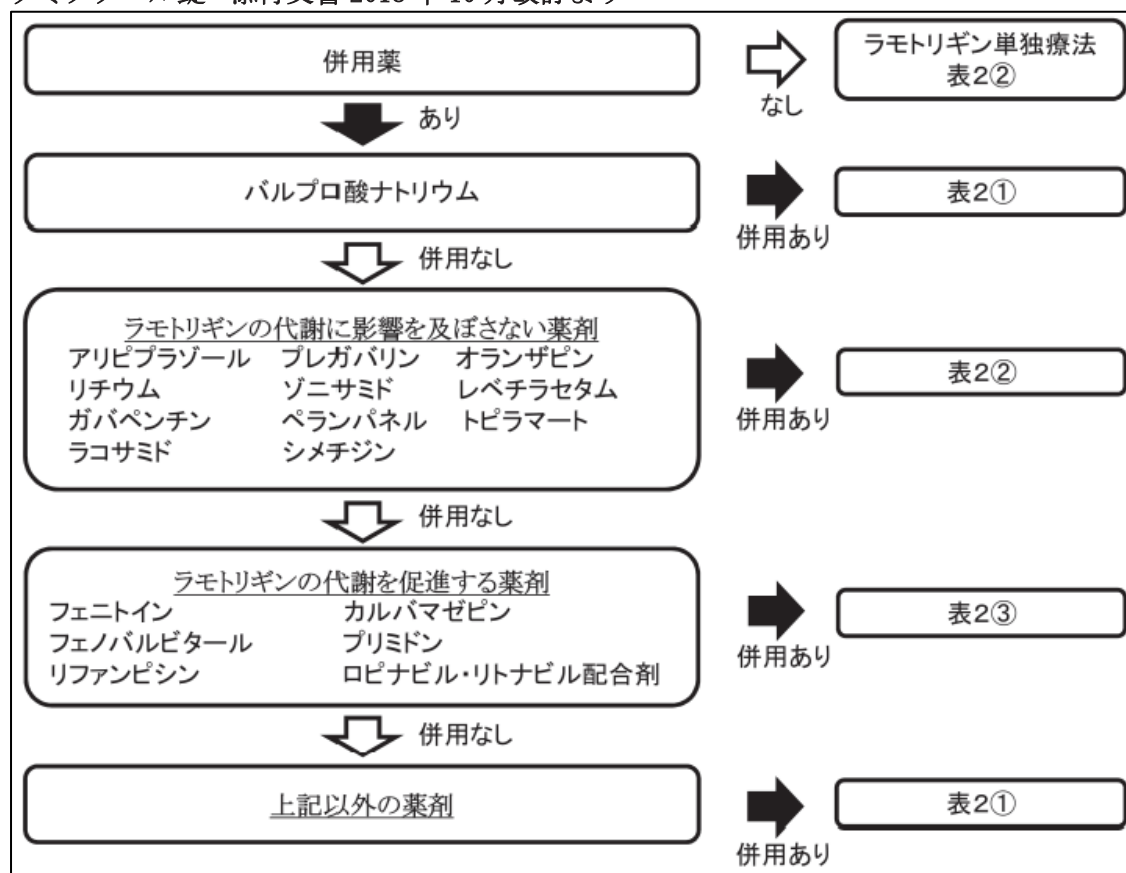 併用薬
なし
ラモトリギン単独療法
表2②
あり
バルプロ酸ナトリウム
併用あり
表2①
併用なし
ラモトリギンの代謝に影響を及ぼさない薬剤
アリピプラゾール プレガバリン オランザピン
リチウム ゾニサミド レベチラセタム
ガバペンチン ペランパネル トピラマート
ラコサミド シメチジン
併用あり
表2②
併用なし
ラモトリギンの代謝を促進する薬剤
フェニトイン カルバマゼピン
フェノバルビタール プリミドン
リファンピシン ロピナビル・リトナビル配合剤
併用あり
表2③
併用なし
上記以外の薬剤
併用あり
表2①